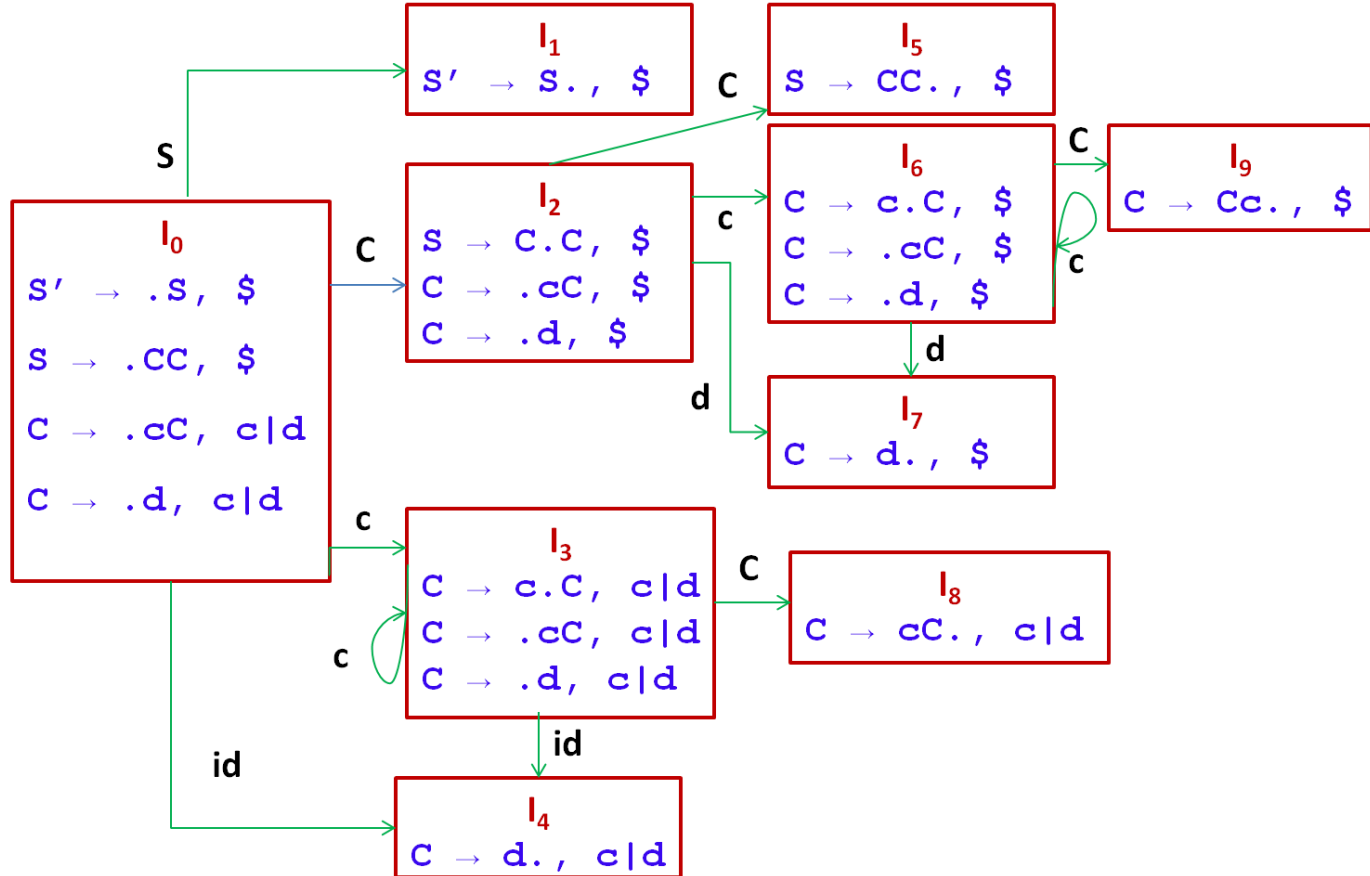 I1
S' → S., $
I5
S → CC., $
C
S
I6
C → c.C, $
C → .cC, $
C → .d, $
C
I9
C → Cc., $
c
I2
S → C.C, $
C → .cC, $
C → .d, $
c
I0
S' → .S, $
S → .CC, $
C → .cC, c|d
C → .d, c|d
C
d
d
I7
C → d., $
c
I3
C → c.C, c|d
C → .cC, c|d
C → .d, c|d
c
C
I8
C → cC., c|d
id
id
I4
C → d., c|d